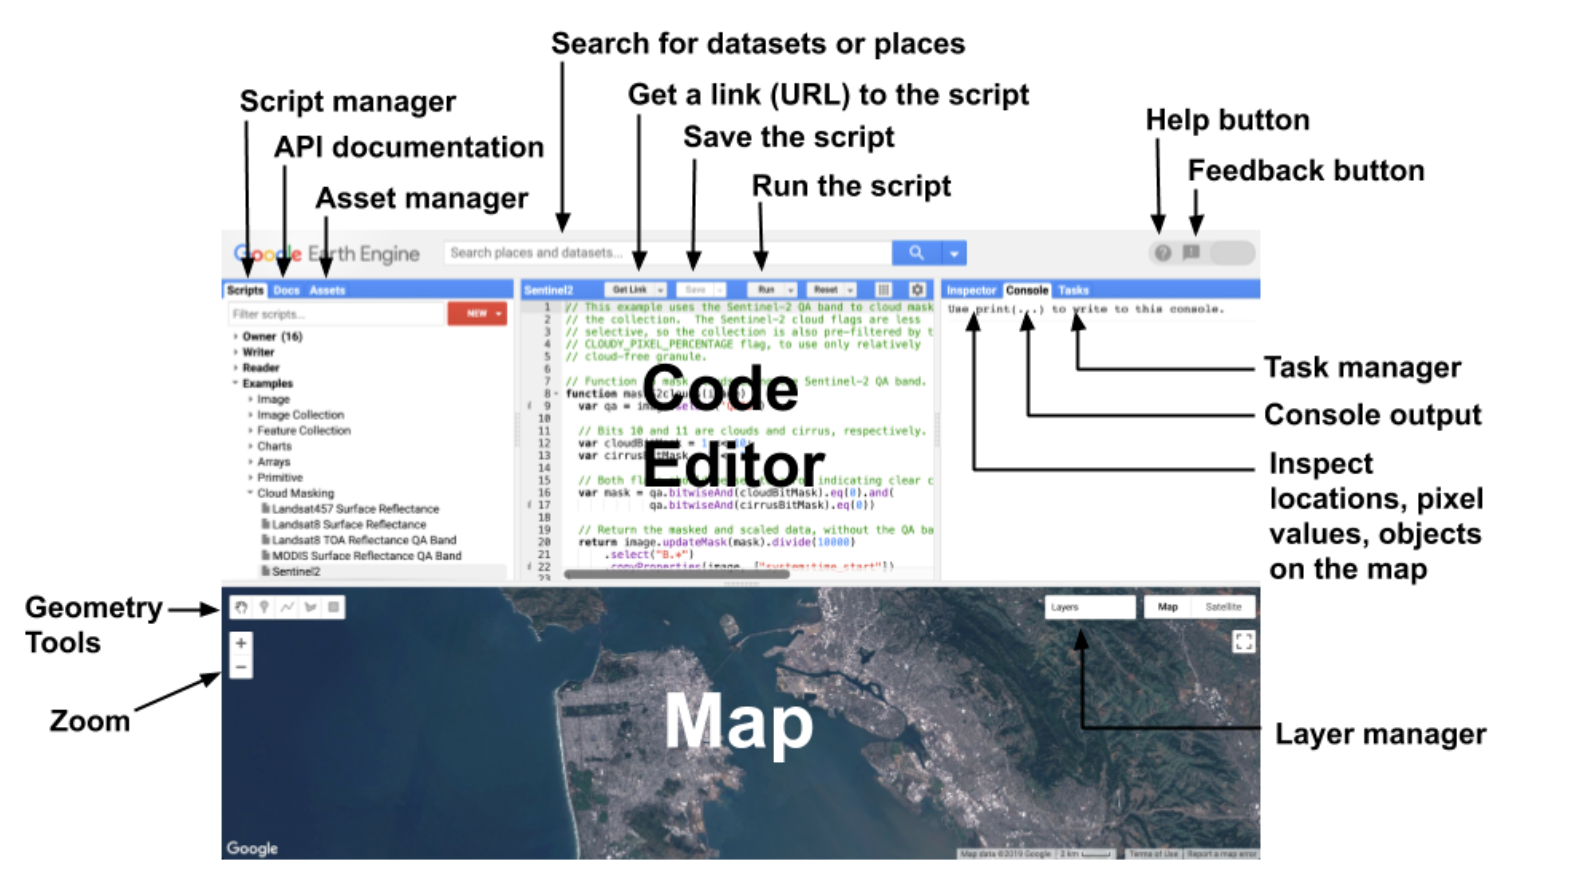 Search for datasets or places
Get a link (URL) to the script
Script manager
Save the script
Help button
API documentation
Feedback button
Run the script
Asset manager
Google Earth Engine
Search places and datasets...
Scripts Docs Assets
Filter scripts...
NEW
Owner (16)
Writer
Reader
Examples
Image
Image Collection
Feature Collection
Charts
Arrays
Primitive
Cloud Masking
Landsat457 Surface Reflectance
Landsat8 Surface Reflectance
Landsat8 TOA Reflectance QA Band
MODIS Surface Reflectance QA Band
Sentinel2
Sentinel2 Get Link Save Run Reset
1 // This example uses the Sentinel-2 QA band to cloud mask
2 // the collection. The Sentinel-2 cloud flags are less
3 // selective, so the collection is also pre-filtered by t
4 // CLOUDY_PIXEL_PERCENTAGE flag, to use only relatively
5 // cloud-free granule.
6
7 // Function mask Sentinel-2 QA band.
8 function
i 9 var qa =
10
11 // Bits 10 and 11 are clouds and cirrus, respectively.
12 var
13 var
14
15 // Both indicating clear c
16 var mask = qa.bitwiseAnd(cloudBitMask).eq(0).and(
i 17 qa.bitwiseAnd(cirrusBitMask).eq(0))
18
19 // Return the masked and scaled data, without the QA ba
20 return image.updateMask(mask).divide(10000)
21 .select("B.*")
i 22 .copyProperties(image, ["system:time_start"])
23
Code
Editor
Inspector Console Tasks
Use print(...) to write to this console.
Task manager
Console output
Inspect
locations, pixel
values, objects
on the map
Geometry
Tools
Zoom
+
−
Layers
Map Satellite
Map
Layer manager
Google
Map data ©2019 Google 2 km Terms of Use Report a map error